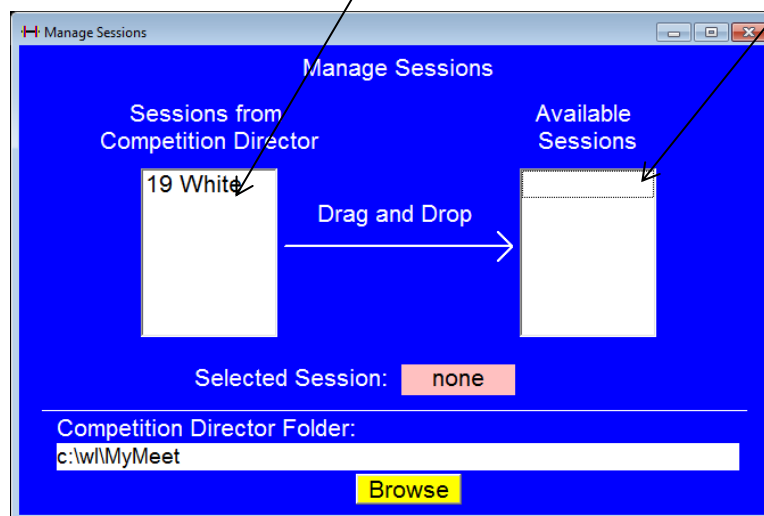 Manage Sessions
Manage Sessions
Sessions from
Competition Director
Available
Sessions
19 White
Drag and Drop
Selected Session: none
Competition Director Folder:
c:\wl\MyMeet
Browse